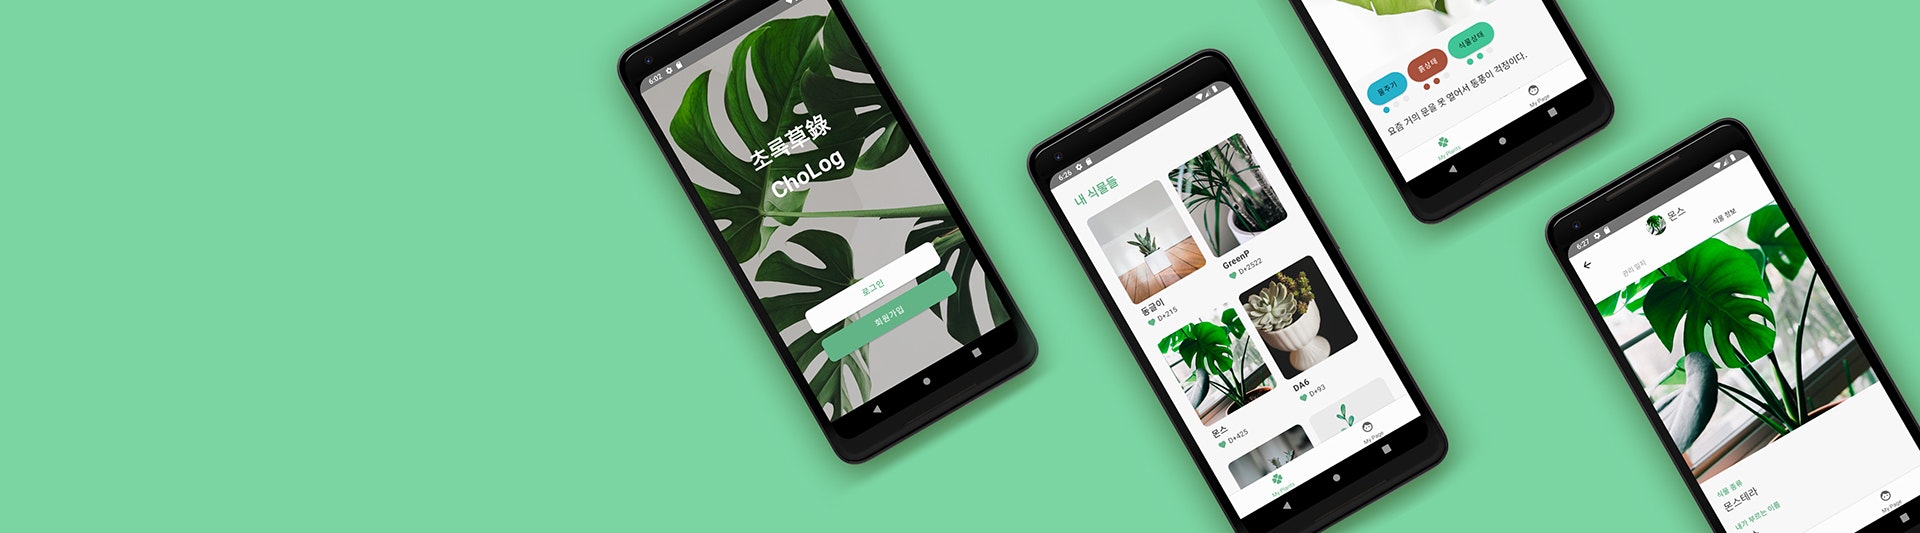 6:02
초록草錄
ChoLog
로그인
회원가입
6:26
내 식물들
동글이
D+215
GreenP
D+2522
몬스
D+425
DA6
D+93
My Plants
My Page
물주기
흙상태
식물상태
요즘 거의 문을 못 열어서 통풍이 걱정이다.
My Plants
My Page
6:27
몬스
관리 일지
식물 정보
식물 종류
몬스테라
내가 부르는 이름
My Page